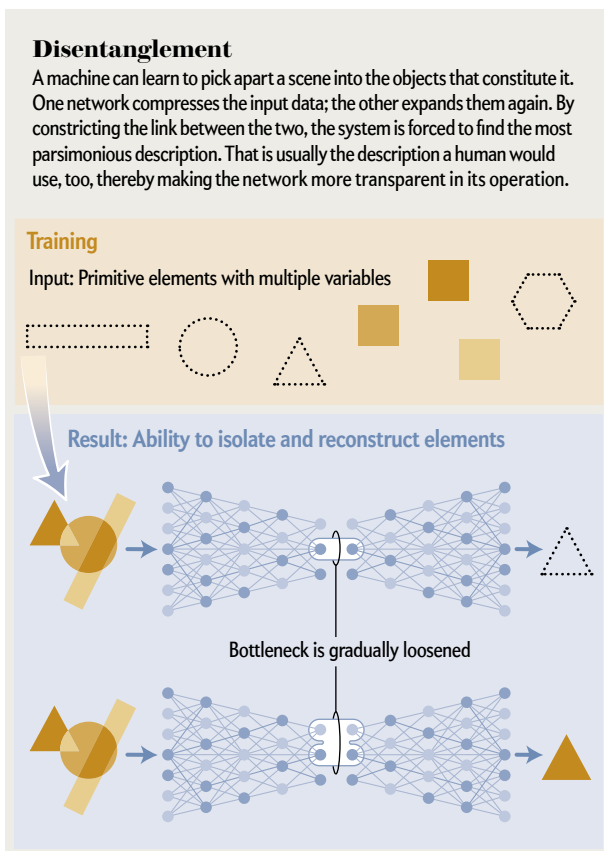 Disentanglement
A machine can learn to pick apart a scene into the objects that constitute it.
One network compresses the input data; the other expands them again. By
constricting the link between the two, the system is forced to find the most
parsimonious description. That is usually the description a human would
use, too, thereby making the network more transparent in its operation.
Training
Input: Primitive elements with multiple variables
Result: Ability to isolate and reconstruct elements
Bottleneck is gradually loosened